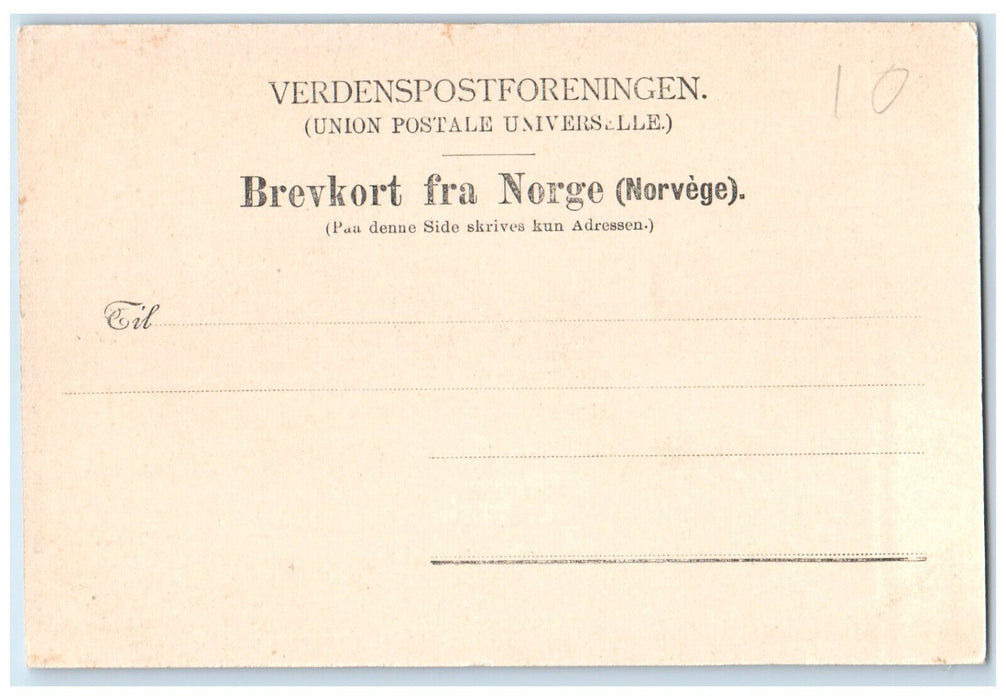 VERDENSPOSTFORENINGEN.
(UNION POSTALE UNIVERSELLE.)
Brevkort fra Norge (Norvège).
(Paa denne Side skrives kun Adressen.)
Til
10